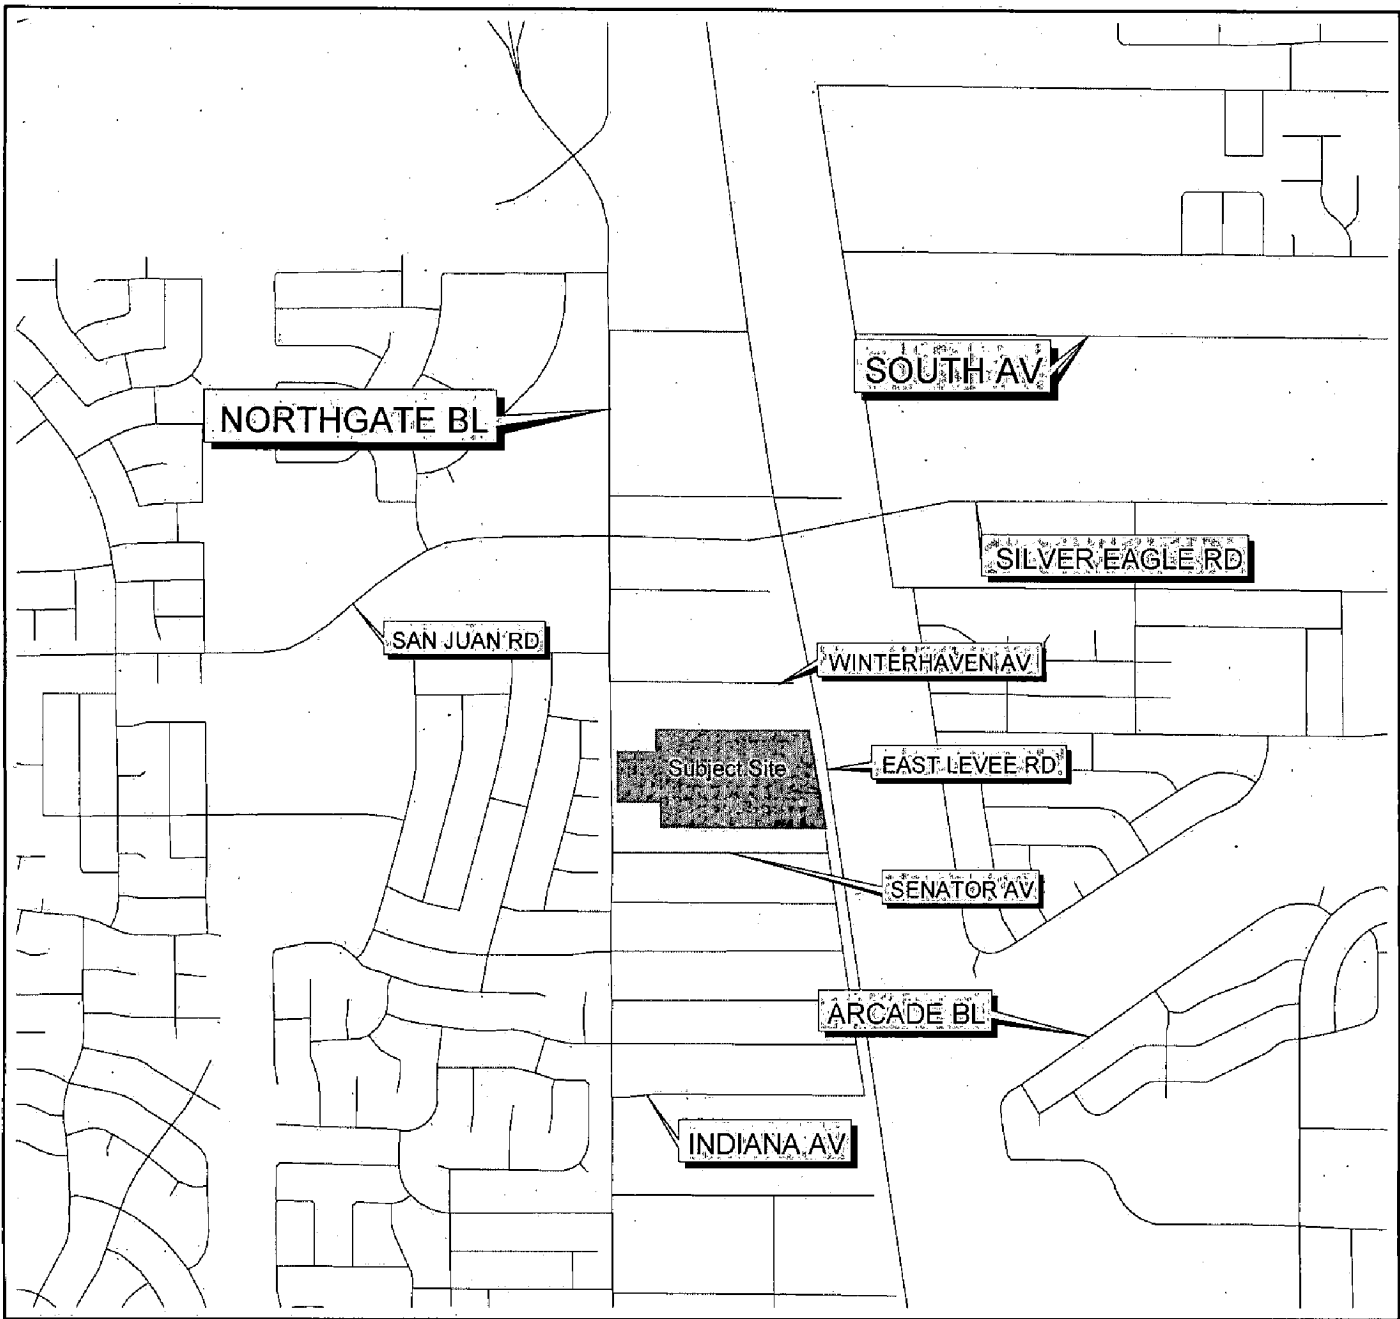 SOUTH AV
NORTHGATE BL
SILVER EAGLE RD
SAN JUAN RD
WINTERHAVEN AV
Subject Site
EAST LEVEE RD
SENATOR AV
ARCADE BL
INDIANA AV